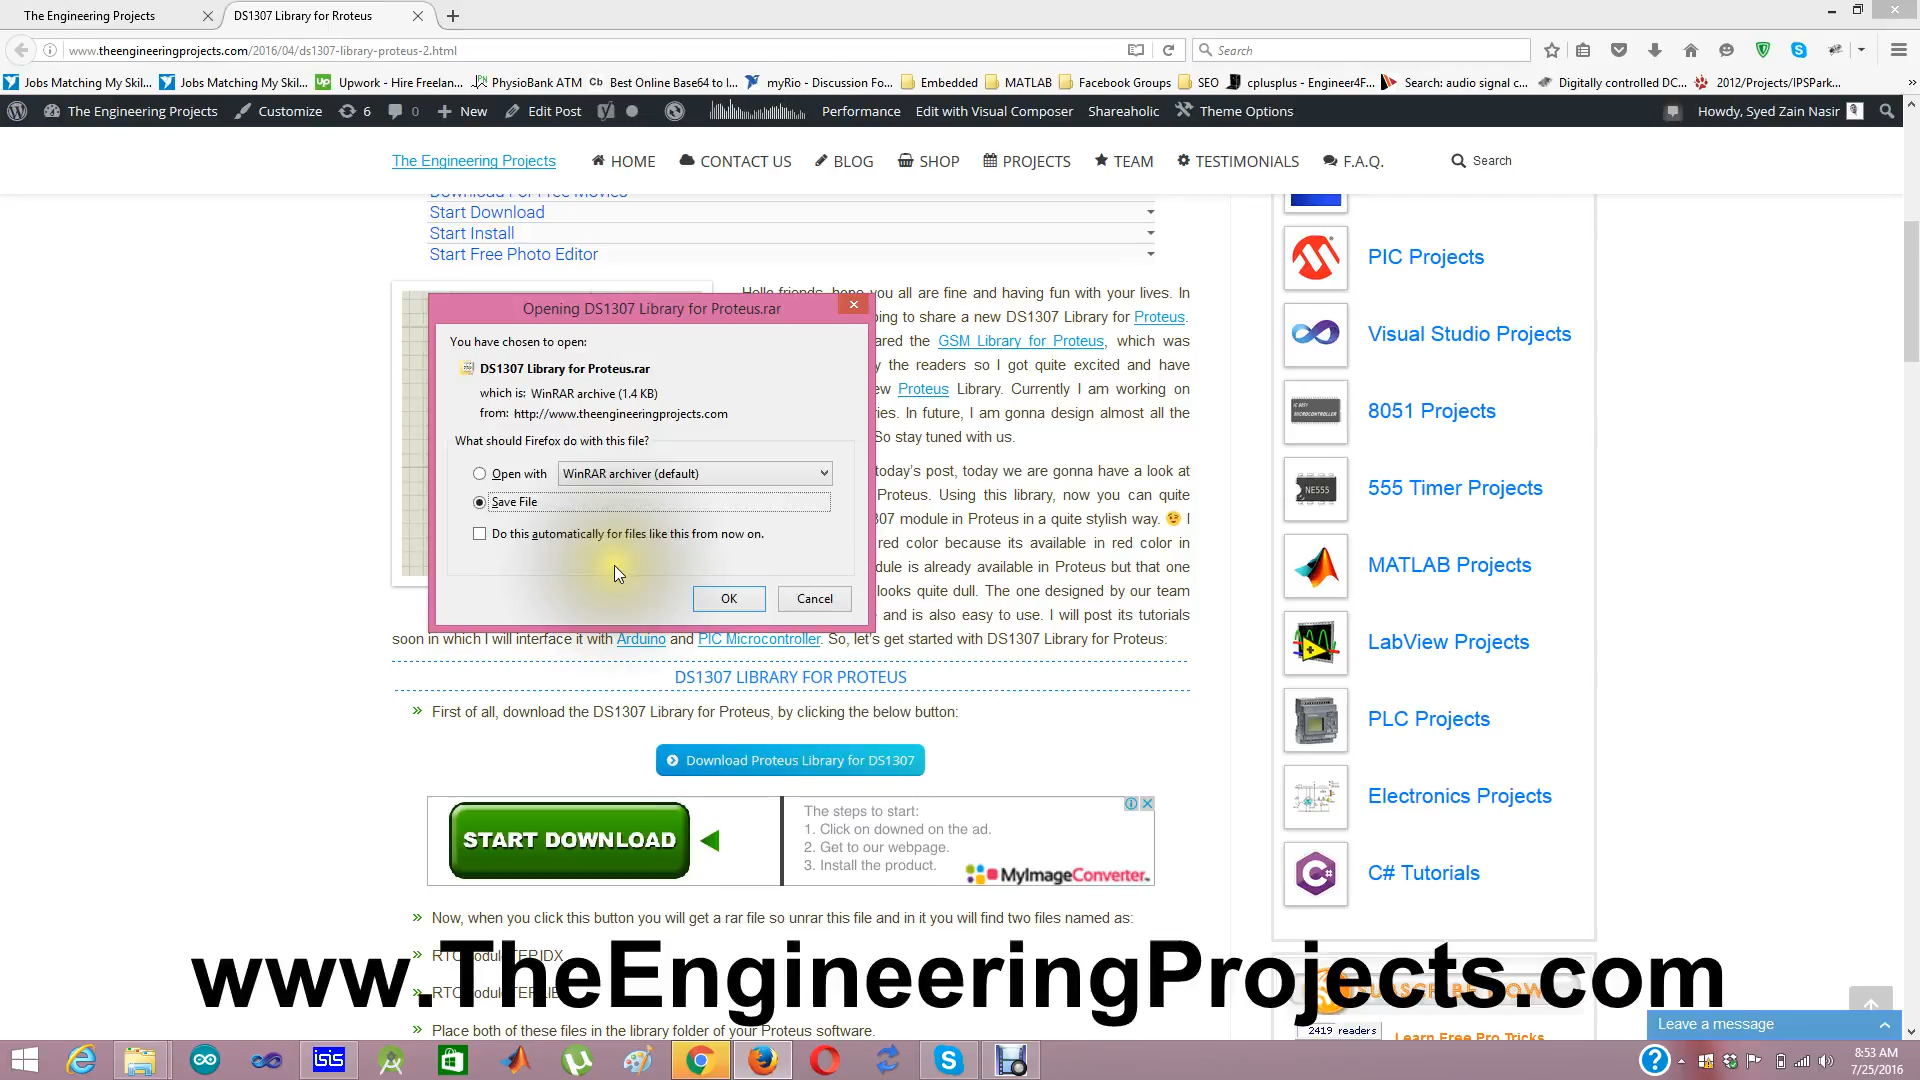 The Engineering Projects
DS1307 Library for Rroteus
www.theengineeringprojects.com/2016/04/ds1307-library-proteus-2.html
Search
Jobs Matching My Skil...
Jobs Matching My Skil...
Upwork - Hire Freelan...
PhysioBank ATM
Best Online Base64 to I...
myRio - Discussion Fo...
Embedded
MATLAB
Facebook Groups
SEO
cplusplus - Engineer4F...
Search: audio signal c...
Digitally controlled DC...
2012/Projects/IPSPark...
The Engineering Projects
Customize
6
0
New
Edit Post
Performance
Edit with Visual Composer
Shareaholic
Theme Options
Howdy, Syed Zain Nasir
The Engineering Projects
HOME
CONTACT US
BLOG
SHOP
PROJECTS
TEAM
TESTIMONIALS
F.A.Q.
Search
Download For Free Movies
Start Download
Start Install
Start Free Photo Editor
Hello friends, hope you all are fine and having fun with your lives. In
ing to share a new DS1307 Library for Proteus.
ared the GSM Library for Proteus, which was
y the readers so I got quite excited and have
ew Proteus Library. Currently I am working on
ries. In future, I am gonna design almost all the
So stay tuned with us.
today's post, today we are gonna have a look at
Proteus. Using this library, now you can quite
307 module in Proteus in a quite stylish way. 😉 I
red color because its available in red color in
dule is already available in Proteus but that one
looks quite dull. The one designed by our team
and is also easy to use. I will post its tutorials
soon in which I will interface it with Arduino and PIC Microcontroller. So, let's get started with DS1307 Library for Proteus:
Opening DS1307 Library for Proteus.rar
You have chosen to open:
DS1307 Library for Proteus.rar
which is: WinRAR archive (1.4 KB)
from: http://www.theengineeringprojects.com
What should Firefox do with this file?
Open with
WinRAR archiver (default)
Save File
Do this automatically for files like this from now on.
OK
Cancel
DS1307 LIBRARY FOR PROTEUS
First of all, download the DS1307 Library for Proteus, by clicking the below button:
Download Proteus Library for DS1307
START DOWNLOAD
The steps to start:
1. Click on downed on the ad.
2. Get to our webpage.
3. Install the product.
MyImageConverter
Now, when you click this button you will get a rar file so unrar this file and in it you will find two files named as:
www.TheEngineeringProjects.com
Place both of these files in the library folder of your Proteus software.
PIC Projects
Visual Studio Projects
8051 Projects
555 Timer Projects
NE555
MATLAB Projects
LabView Projects
PLC Projects
Electronics Projects
C# Tutorials
SUBSCRIBE NOW
2419 readers
Learn Free Pro Tricks
Leave a message
8:53 AM
7/25/2016